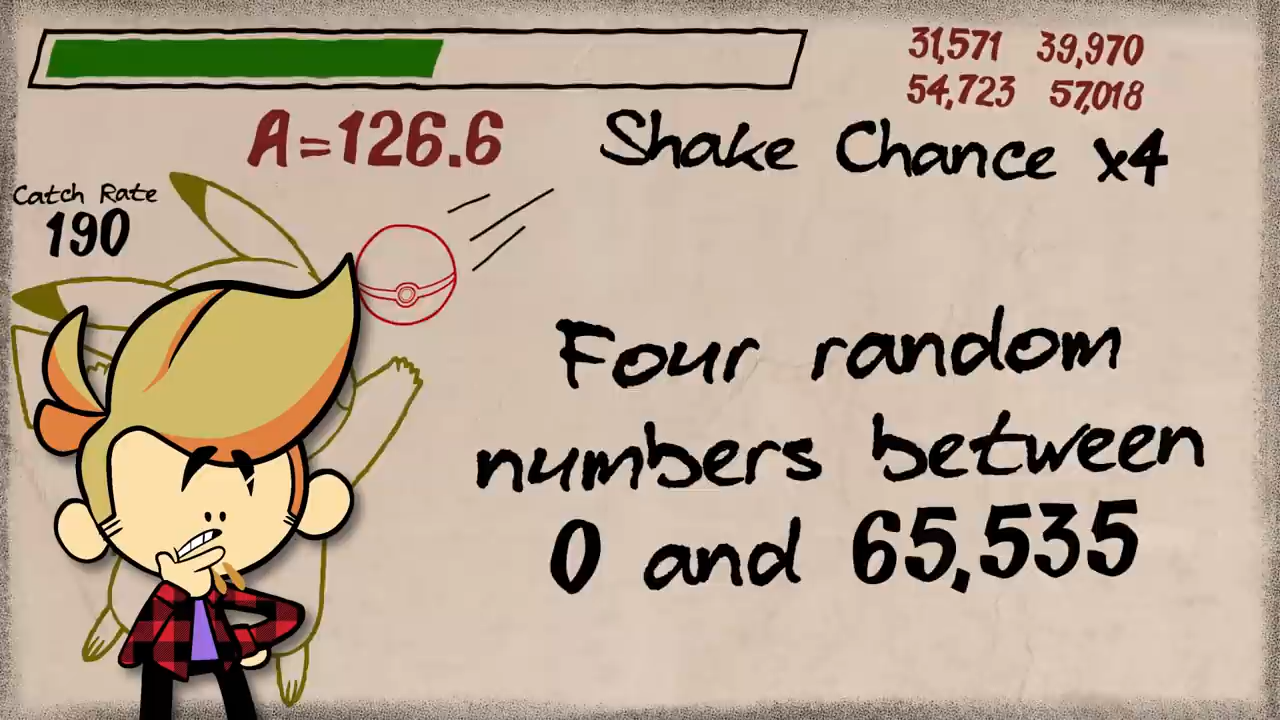 31,571 39,970
54,723 57,018
A=126.6
Shake Chance x4
Catch Rate
190
Four random
numbers between
0 and 65,535